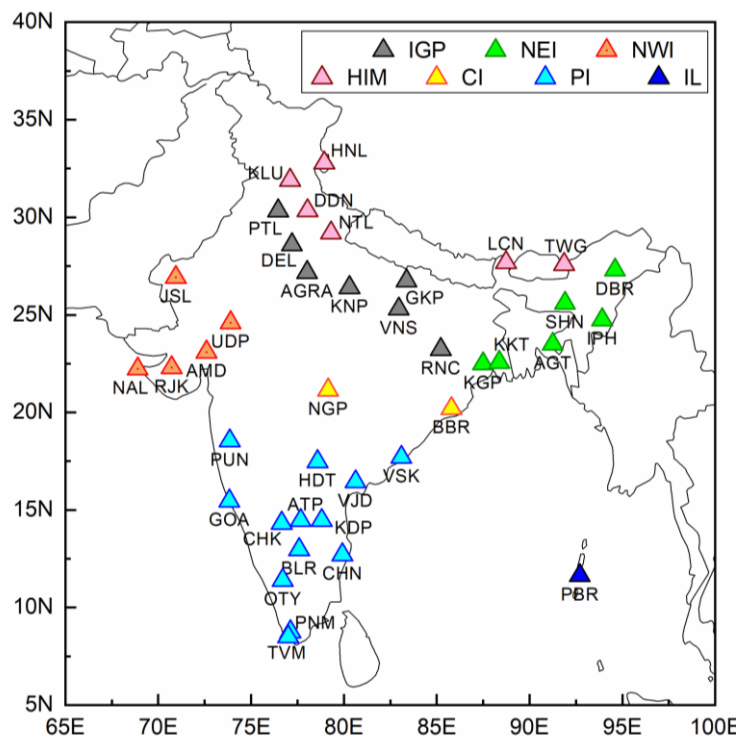 40N
IGP NEI NWI
HIM CI PI IL
35N
HNL
KLU
30N
DDN
PTL
NTL
DEL
LCN TWG
AGRA
KNP
GKP
DBR
JSL
25N
VNS
SHN
IPH
UDP
KKT
AGT
AMD
RNC
NAL RJK
KGP
NGP
20N
BBR
PUN
HDT
VSK
15N
ATP
VJD
GOA
CHK
KDP
BLR
CHN
OTY
PBR
10N
PNM
TVM
5N
65E 70E 75E 80E 85E 90E 95E 100E